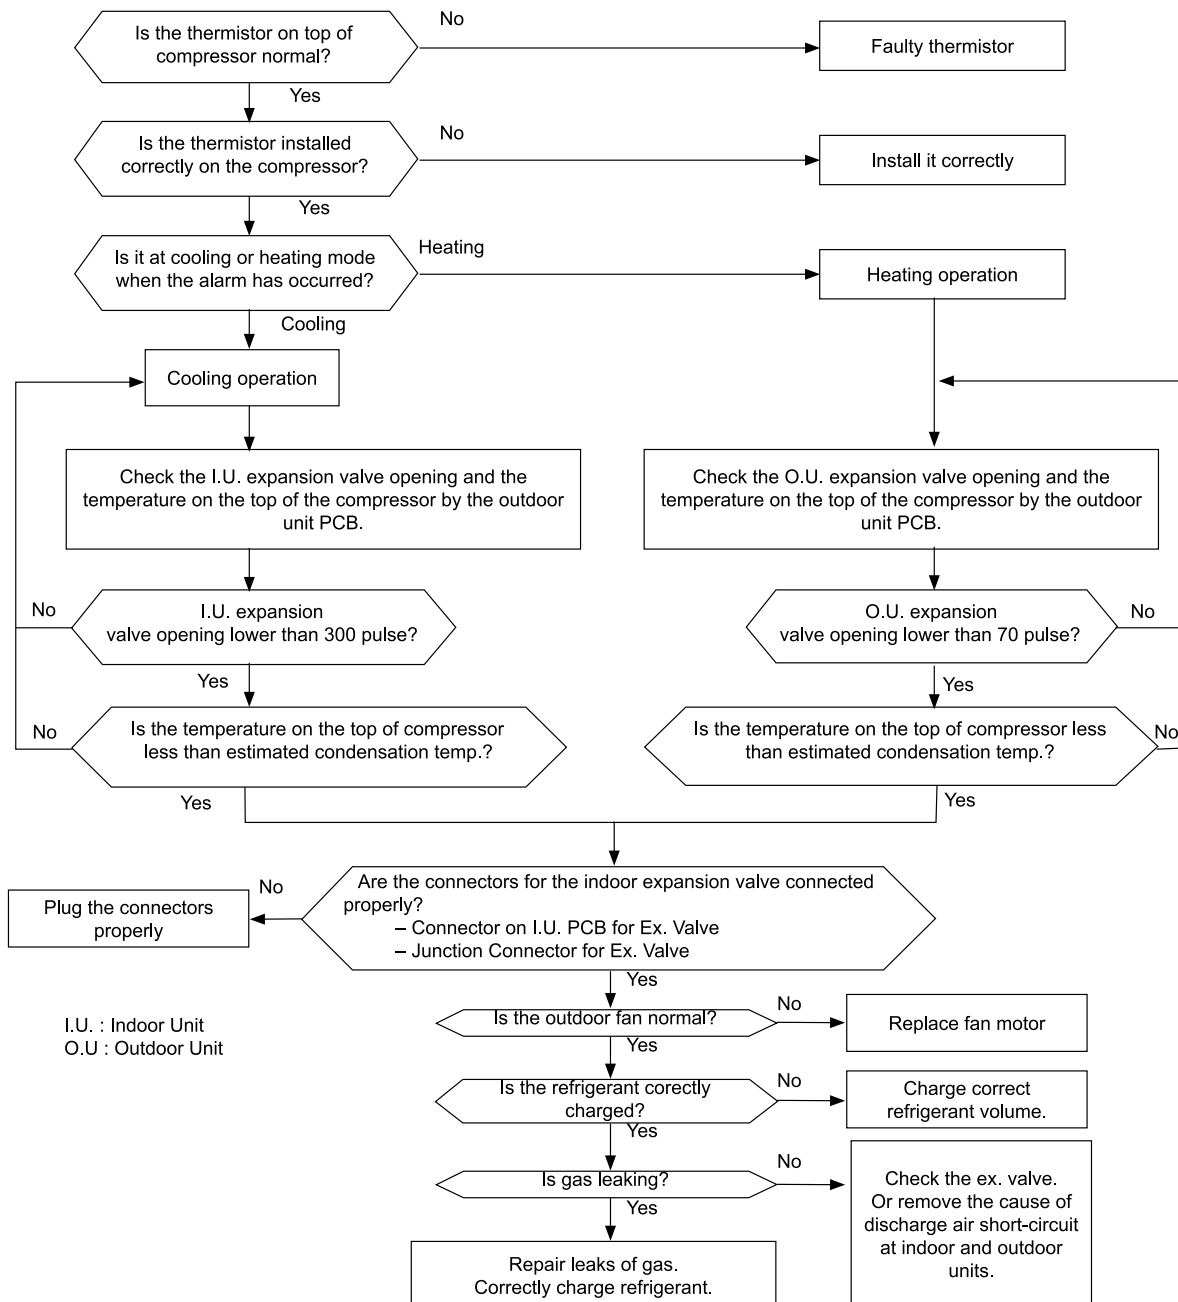 Is the thermistor on top of
compressor normal?
No
Faulty thermistor
Yes
Is the thermistor installed
correctly on the compressor?
No
Install it correctly
Yes
Is it at cooling or heating mode
when the alarm has occurred?
Heating
Heating operation
Cooling
Cooling operation
Check the I.U. expansion valve opening and the
temperature on the top of the compressor by the outdoor
unit PCB.
Check the O.U. expansion valve opening and the
temperature on the top of the compressor by the outdoor
unit PCB.
No
I.U. expansion
valve opening lower than 300 pulse?
O.U. expansion
valve opening lower than 70 pulse?
No
Yes
Yes
No
Is the temperature on the top of compressor
less than estimated condensation temp.?
Is the temperature on the top of compressor less
than estimated condensation temp.?
No
Yes
Yes
No
Plug the connectors
properly
Are the connectors for the indoor expansion valve connected
properly?
– Connector on I.U. PCB for Ex. Valve
– Junction Connector for Ex. Valve
Yes
I.U. : Indoor Unit
O.U : Outdoor Unit
Is the outdoor fan normal?
No
Replace fan motor
Yes
Is the refrigerant corectly
charged?
No
Charge correct
refrigerant volume.
Yes
Is gas leaking?
No
Check the ex. valve.
Or remove the cause of
discharge air short-circuit
at indoor and outdoor
units.
Yes
Repair leaks of gas.
Correctly charge refrigerant.